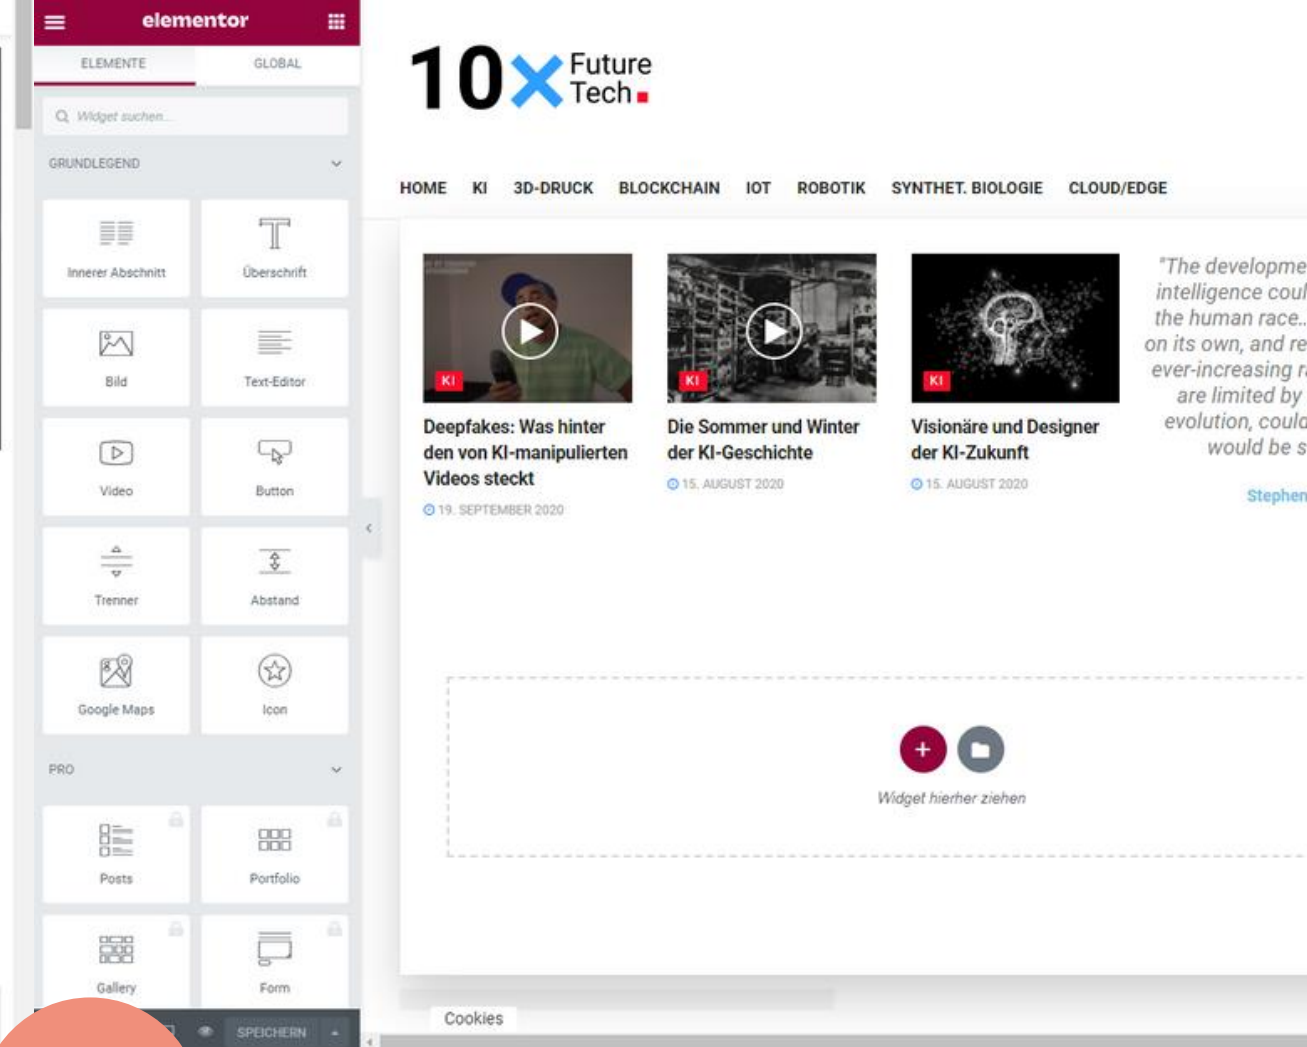 elementor
ELEMENTE
GLOBAL
Widget suchen...
GRUNDLEGEND
Innerer Abschnitt
Überschrift
Bild
Text-Editor
Video
Button
Trenner
Abstand
Google Maps
Icon
PRO
Posts
Portfolio
Gallery
Form
SPEICHERN
10X Future
Tech.
HOME KI 3D-DRUCK BLOCKCHAIN IOT ROBOTIK SYNTHET. BIOLOGIE CLOUD/EDGE
KI
Deepfakes: Was hinter
den von KI-manipulierten
Videos steckt
19. SEPTEMBER 2020
KI
Die Sommer und Winter
der KI-Geschichte
15. AUGUST 2020
KI
Visionäre und Designer
der KI-Zukunft
15. AUGUST 2020
"The developme
intelligence coul
the human race..
on its own, and re
ever-increasing ra
are limited by
evolution, could
would be s
Stephen
Widget hierher ziehen
Cookies